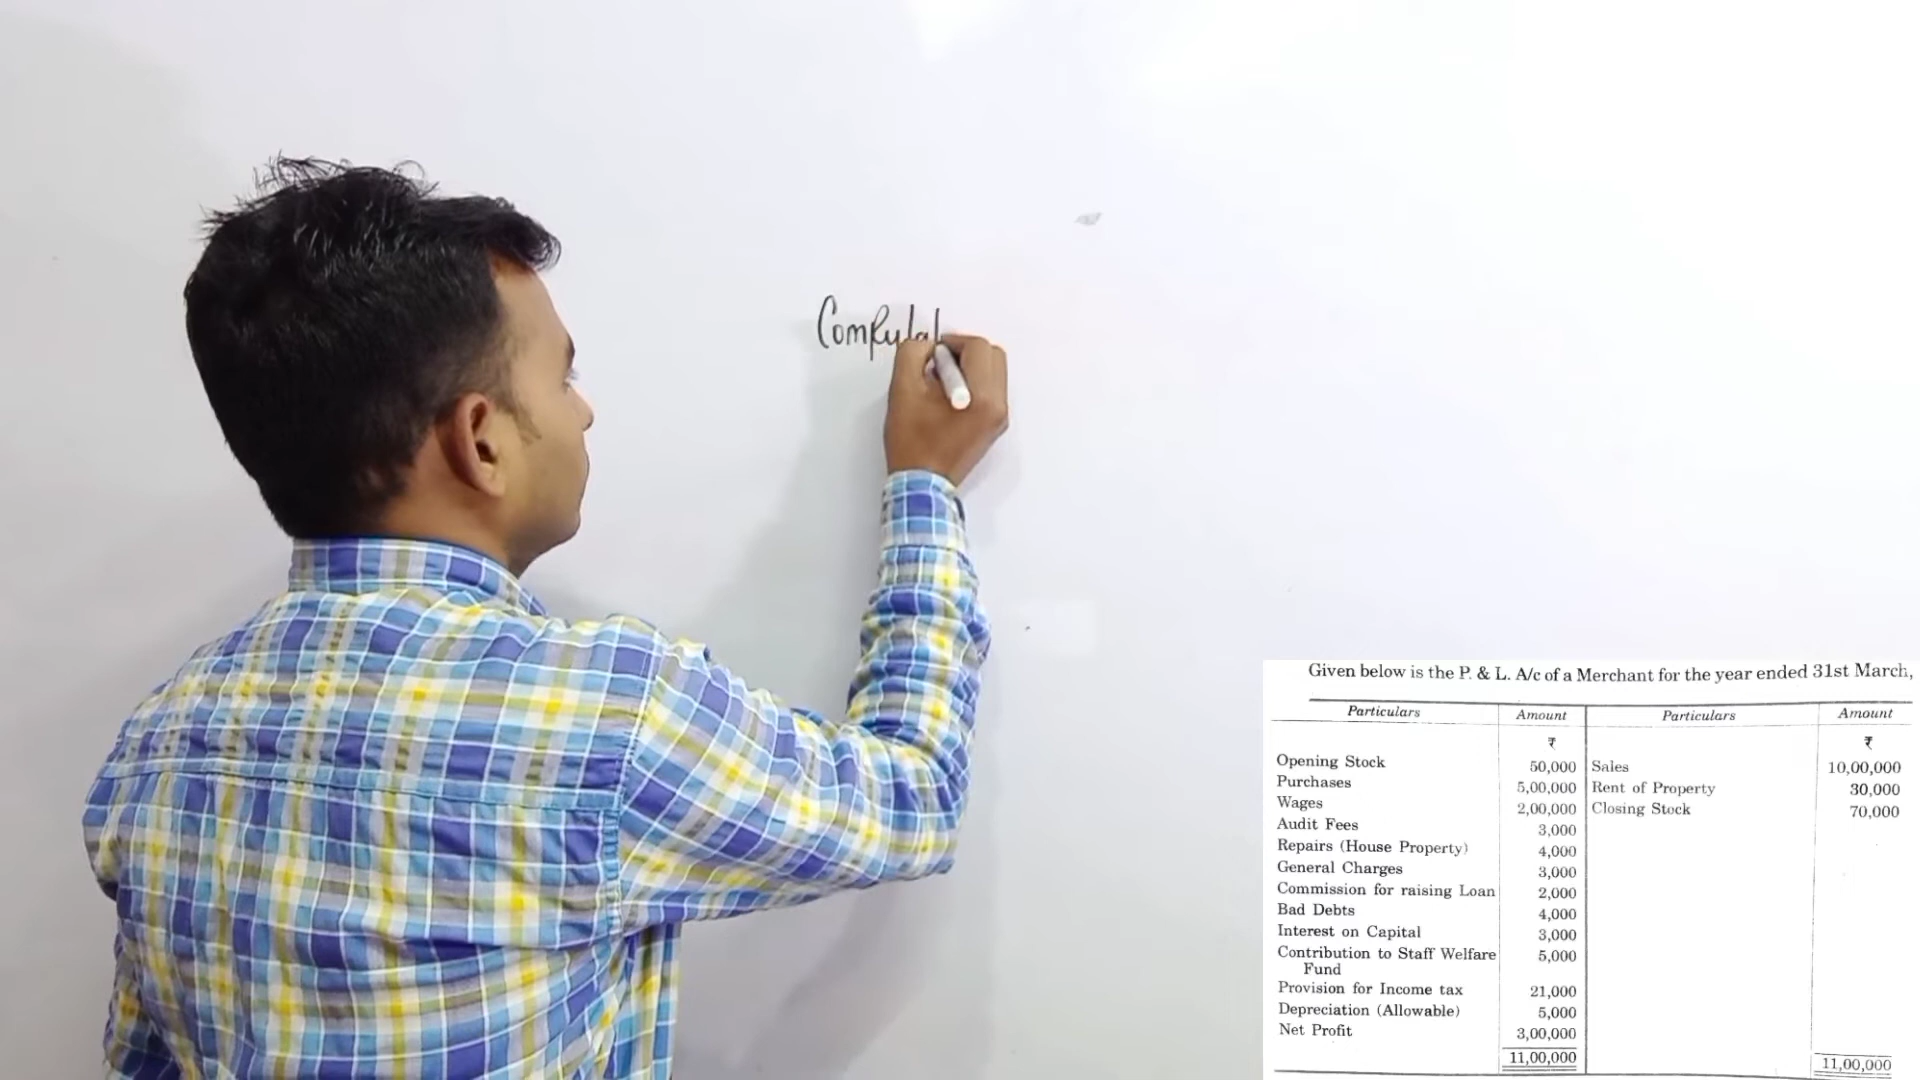 Computat
Given below is the P. & L. A/c of a Merchant for the year ended 31st March,
Particulars Amount Particulars Amount
₹ ₹
Opening Stock 50,000 Sales 10,00,000
Purchases 5,00,000 Rent of Property 30,000
Wages 2,00,000 Closing Stock 70,000
Audit Fees 3,000
Repairs (House Property) 4,000
General Charges 3,000
Commission for raising Loan 2,000
Bad Debts 4,000
Interest on Capital 3,000
Contribution to Staff Welfare 5,000
Fund
Provision for Income tax 21,000
Depreciation (Allowable) 5,000
Net Profit 3,00,000
11,00,000 11,00,000